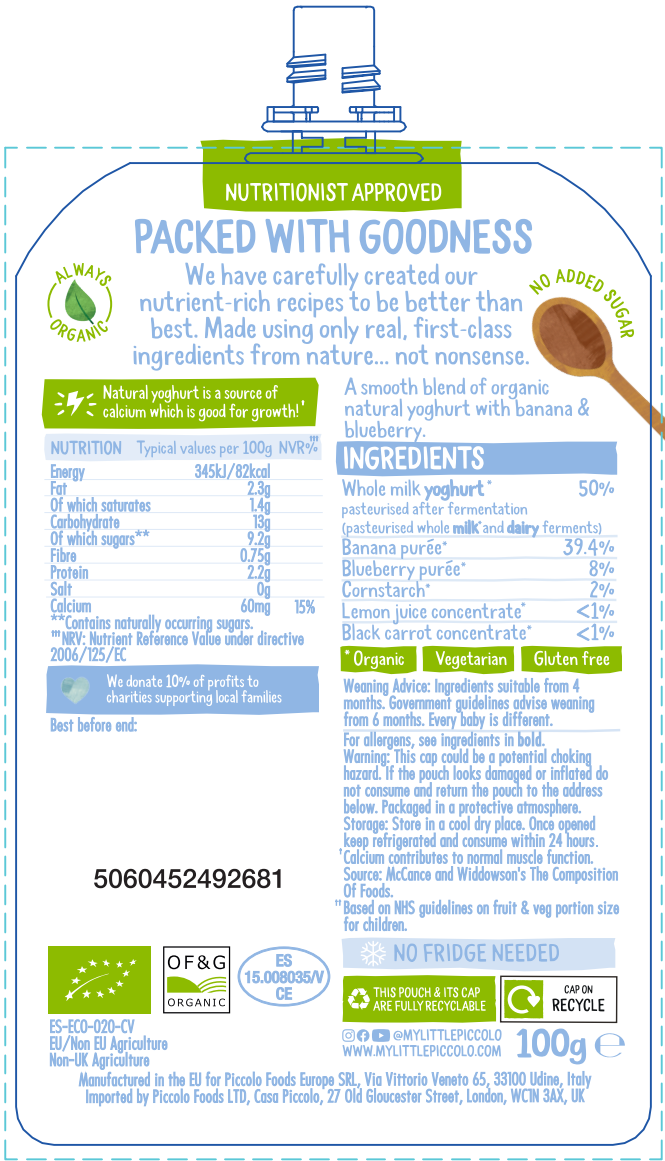 NUTRITIONIST APPROVED
PACKED WITH GOODNESS
ALWAYS
ORGANIC
We have carefully created our
nutrient-rich recipes to be better than
best. Made using only real, first-class
ingredients from nature... not nonsense.
NO ADDED SUGAR
Natural yoghurt is a source of
calcium which is good for growth!†
NUTRITION Typical values per 100g NVR%†††
Energy 345kJ/82kcal
Fat 2.3g
Of which saturates 1.4g
Carbohydrate 13g
Of which sugars** 9.2g
Fibre 0.75g
Protein 2.2g
Salt 0g
Calcium 60mg 15%
**Contains naturally occurring sugars.
†††NRV: Nutrient Reference Value under directive
2006/125/EC
We donate 10% of profits to
charities supporting local families
Best before end:
5060452492681
A smooth blend of organic
natural yoghurt with banana &
blueberry.
INGREDIENTS
Whole milk yoghurt* 50%
pasteurised after fermentation
(pasteurised whole milk* and dairy ferments)
Banana purée* 39.4%
Blueberry purée* 8%
Cornstarch* 2%
Lemon juice concentrate* <1%
Black carrot concentrate* <1%
* Organic
Vegetarian
Gluten free
Weaning Advice: Ingredients suitable from 4
months. Government guidelines advise weaning
from 6 months. Every baby is different.
For allergens, see ingredients in bold.
Warning: This cap could be a potential choking
hazard. If the pouch looks damaged or inflated do
not consume and return the pouch to the address
below. Packaged in a protective atmosphere.
Storage: Store in a cool dry place. Once opened
keep refrigerated and consume within 24 hours.
†Calcium contributes to normal muscle function.
Source: McCance and Widdowson's The Composition
Of Foods.
††Based on NHS guidelines on fruit & veg portion size
for children.
NO FRIDGE NEEDED
THIS POUCH & ITS CAP
ARE FULLY RECYCLABLE
CAP ON
RECYCLE
@MYLITTLEPICCOLO
WWW.MYLITTLEPICCOLO.COM
100g ℮
OF&G
ORGANIC
ES
15.008035/V
CE
ES-ECO-020-CV
EU/Non EU Agriculture
Non-UK Agriculture
Manufactured in the EU for Piccolo Foods Europe SRL, Via Vittorio Veneto 65, 33100 Udine, Italy
Imported by Piccolo Foods LTD, Casa Piccolo, 27 Old Gloucester Street, London, WC1N 3AX, UK